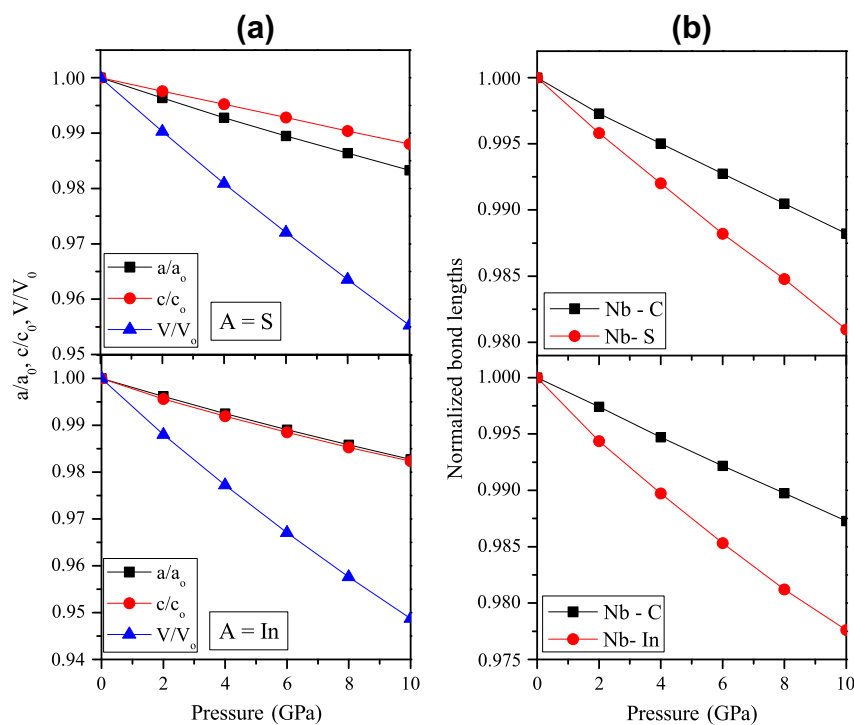 (a)
(b)
a/a₀, c/c₀, V/V₀
1.00
0.99
0.98
0.97
0.96
0.95
a/aₒ
c/cₒ
V/Vₒ
A = S
1.00
0.99
0.98
0.97
0.96
0.95
0.94
a/aₒ
c/cₒ
V/Vₒ
A = In
0 2 4 6 8 10
Pressure (GPa)
Normalized bond lengths
1.000
0.995
0.990
0.985
0.980
Nb - C
Nb- S
1.000
0.995
0.990
0.985
0.980
0.975
Nb - C
Nb- In
0 2 4 6 8 10
Pressure (GPa)